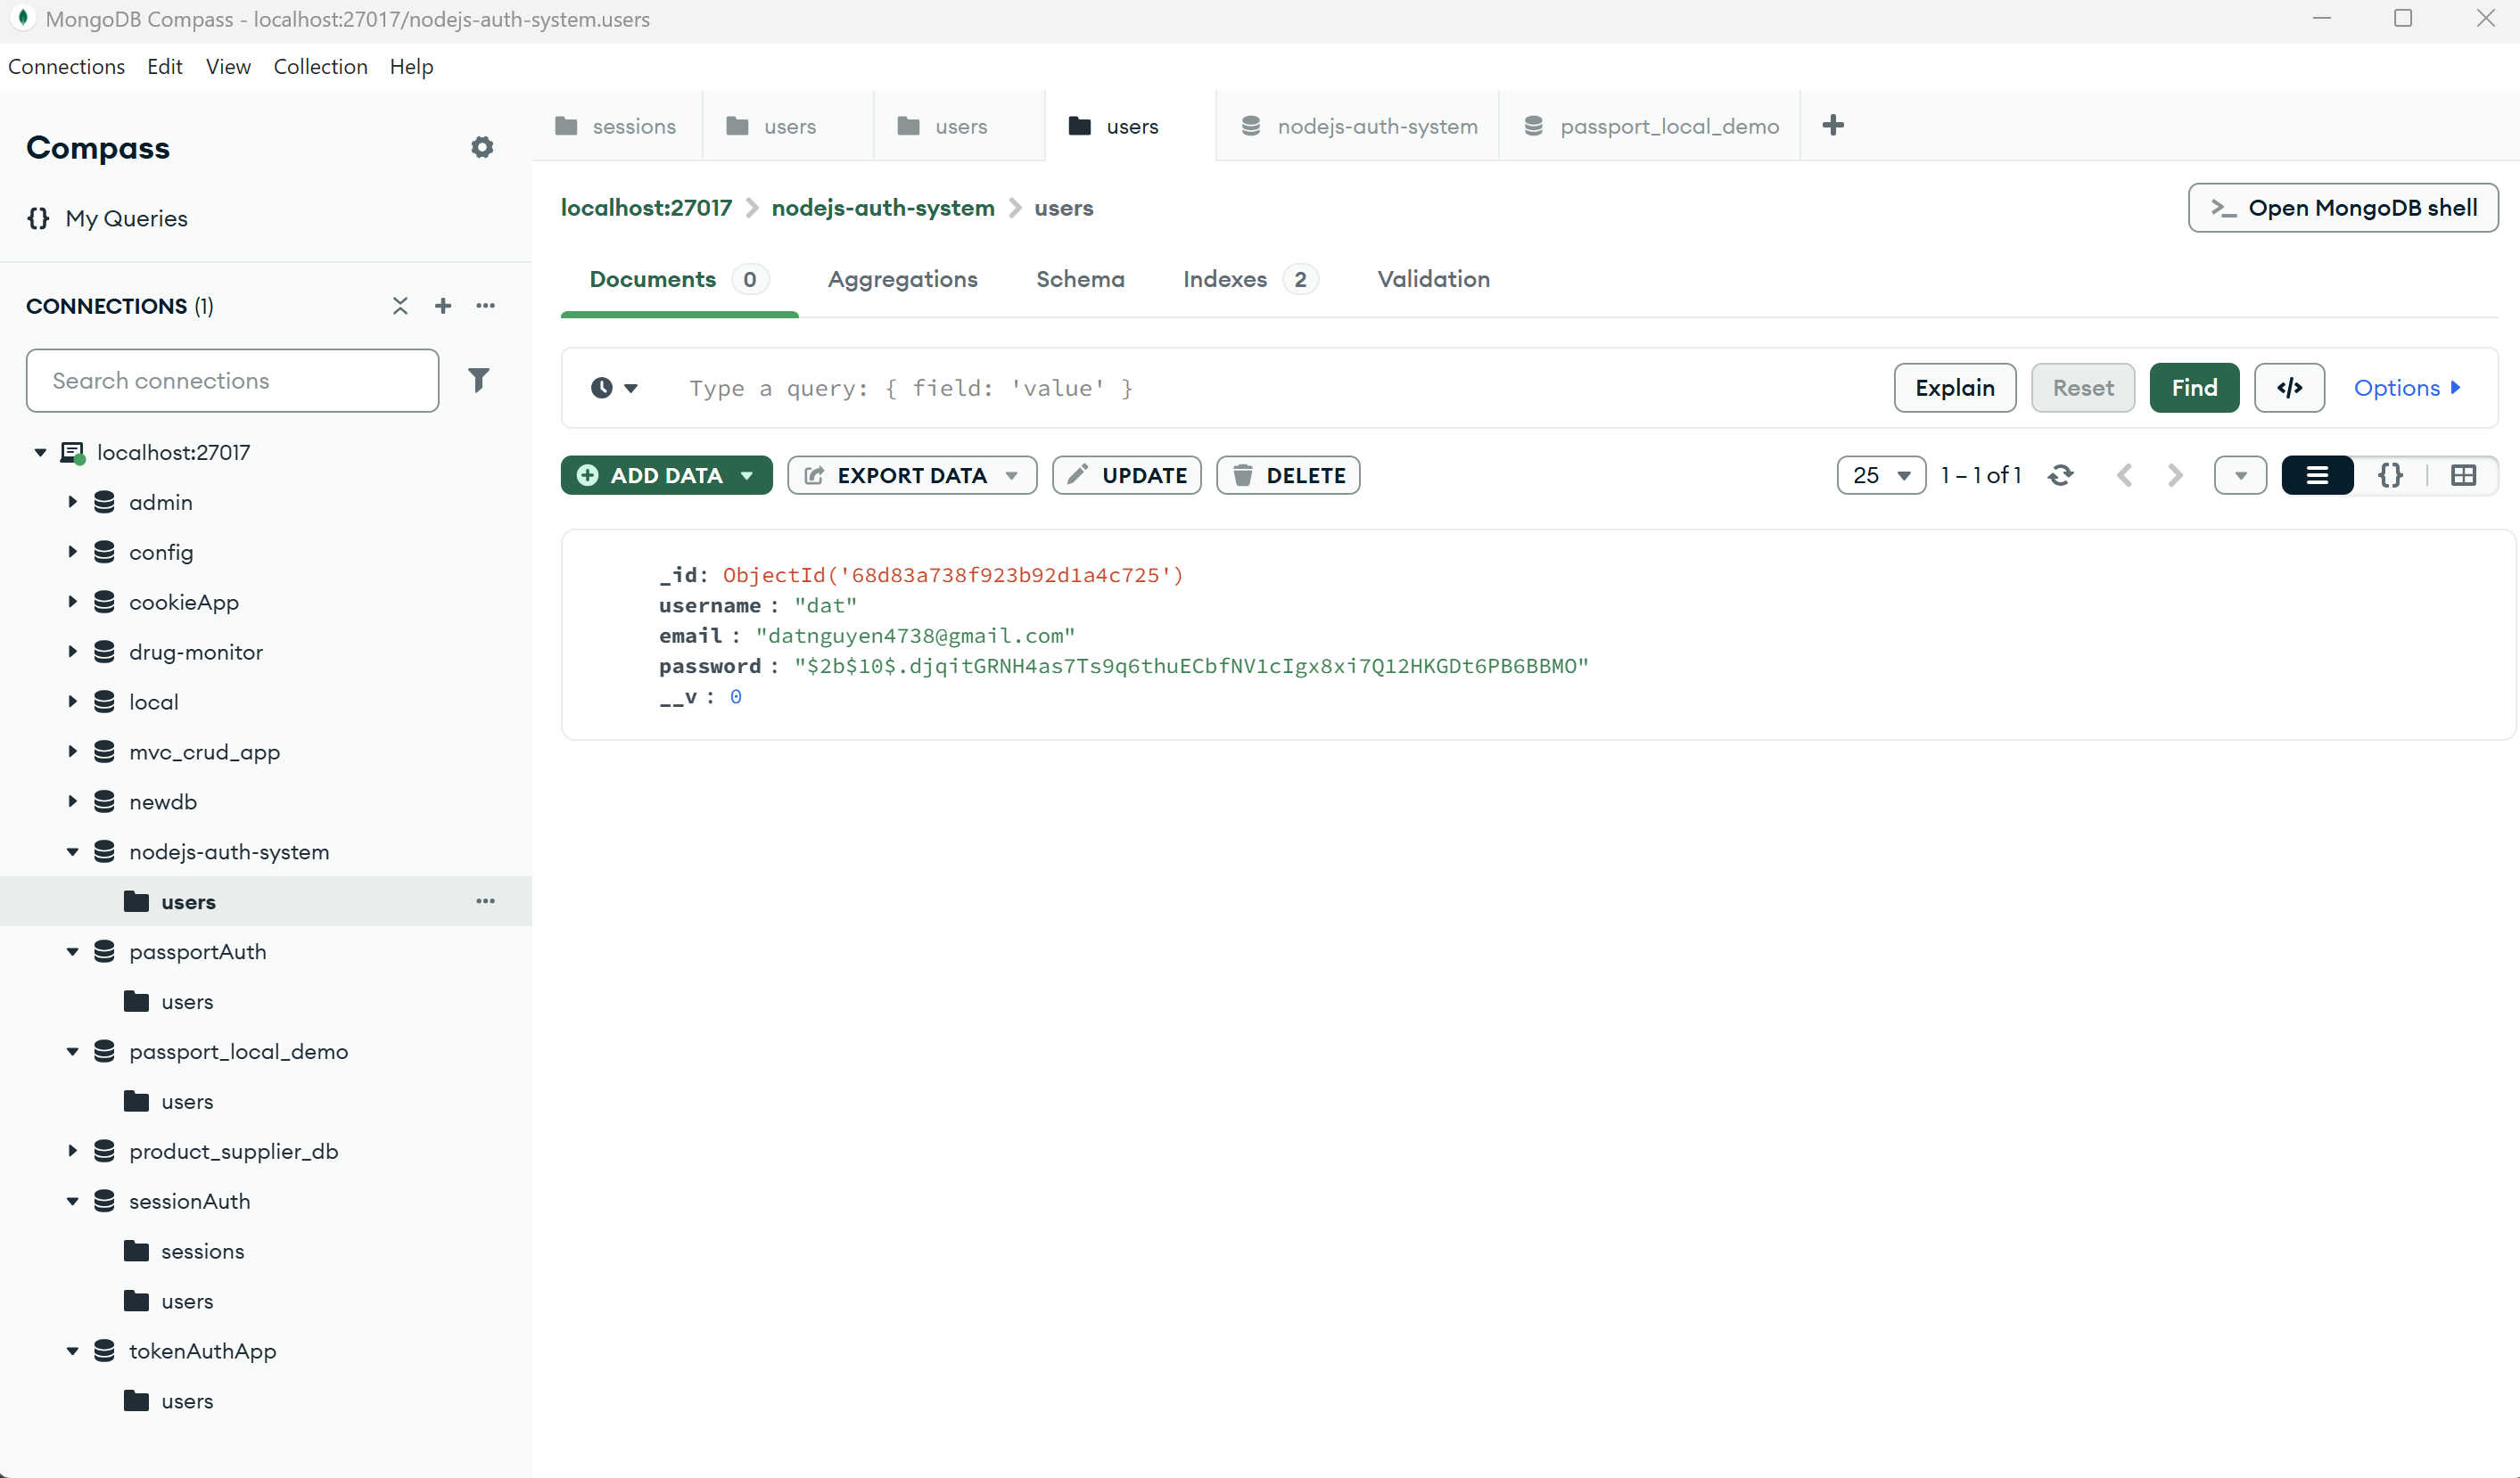 MongoDB Compass - localhost:27017/nodejs-auth-system.users
Connections Edit View Collection Help
Compass
My Queries
CONNECTIONS (1)
Search connections
localhost:27017
admin
config
cookieApp
drug-monitor
local
mvc_crud_app
newdb
nodejs-auth-system
users
passportAuth
users
passport_local_demo
users
product_supplier_db
sessionAuth
sessions
users
tokenAuthApp
users
sessions users users users nodejs-auth-system passport_local_demo
localhost:27017 > nodejs-auth-system > users
Open MongoDB shell
Documents 0 Aggregations Schema Indexes 2 Validation
Type a query: { field: 'value' }
Explain Reset Find </> Options
ADD DATA EXPORT DATA UPDATE DELETE
25 1 – 1 of 1
_id: ObjectId('68d83a738f923b92d1a4c725')
username : "dat"
email : "datnguyen4738@gmail.com"
password : "$2b$10$.djqitGRNH4as7Ts9q6thuECbfNV1cIgx8xi7Q12HKGDt6PB6BBMO"
__v : 0